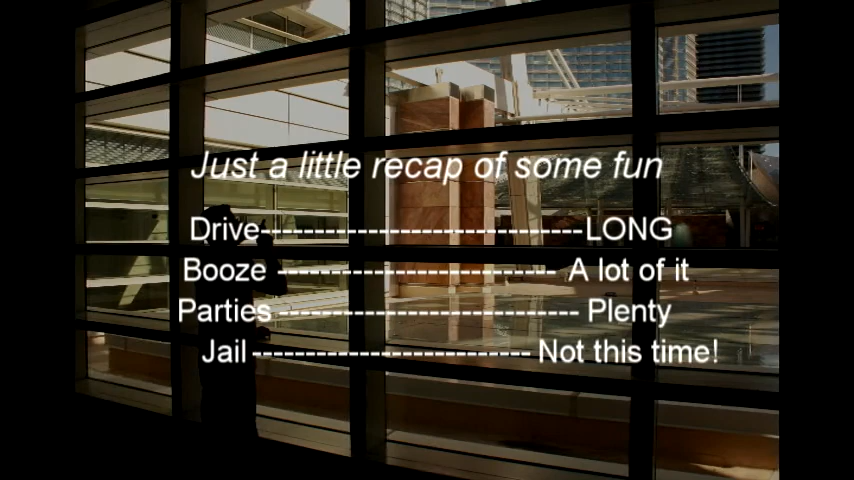 Just a little recap of some fun
Drive------------------------------LONG
Booze -------------------------- A lot of it
Parties ---------------------------- Plenty
Jail-------------------------- Not this time!